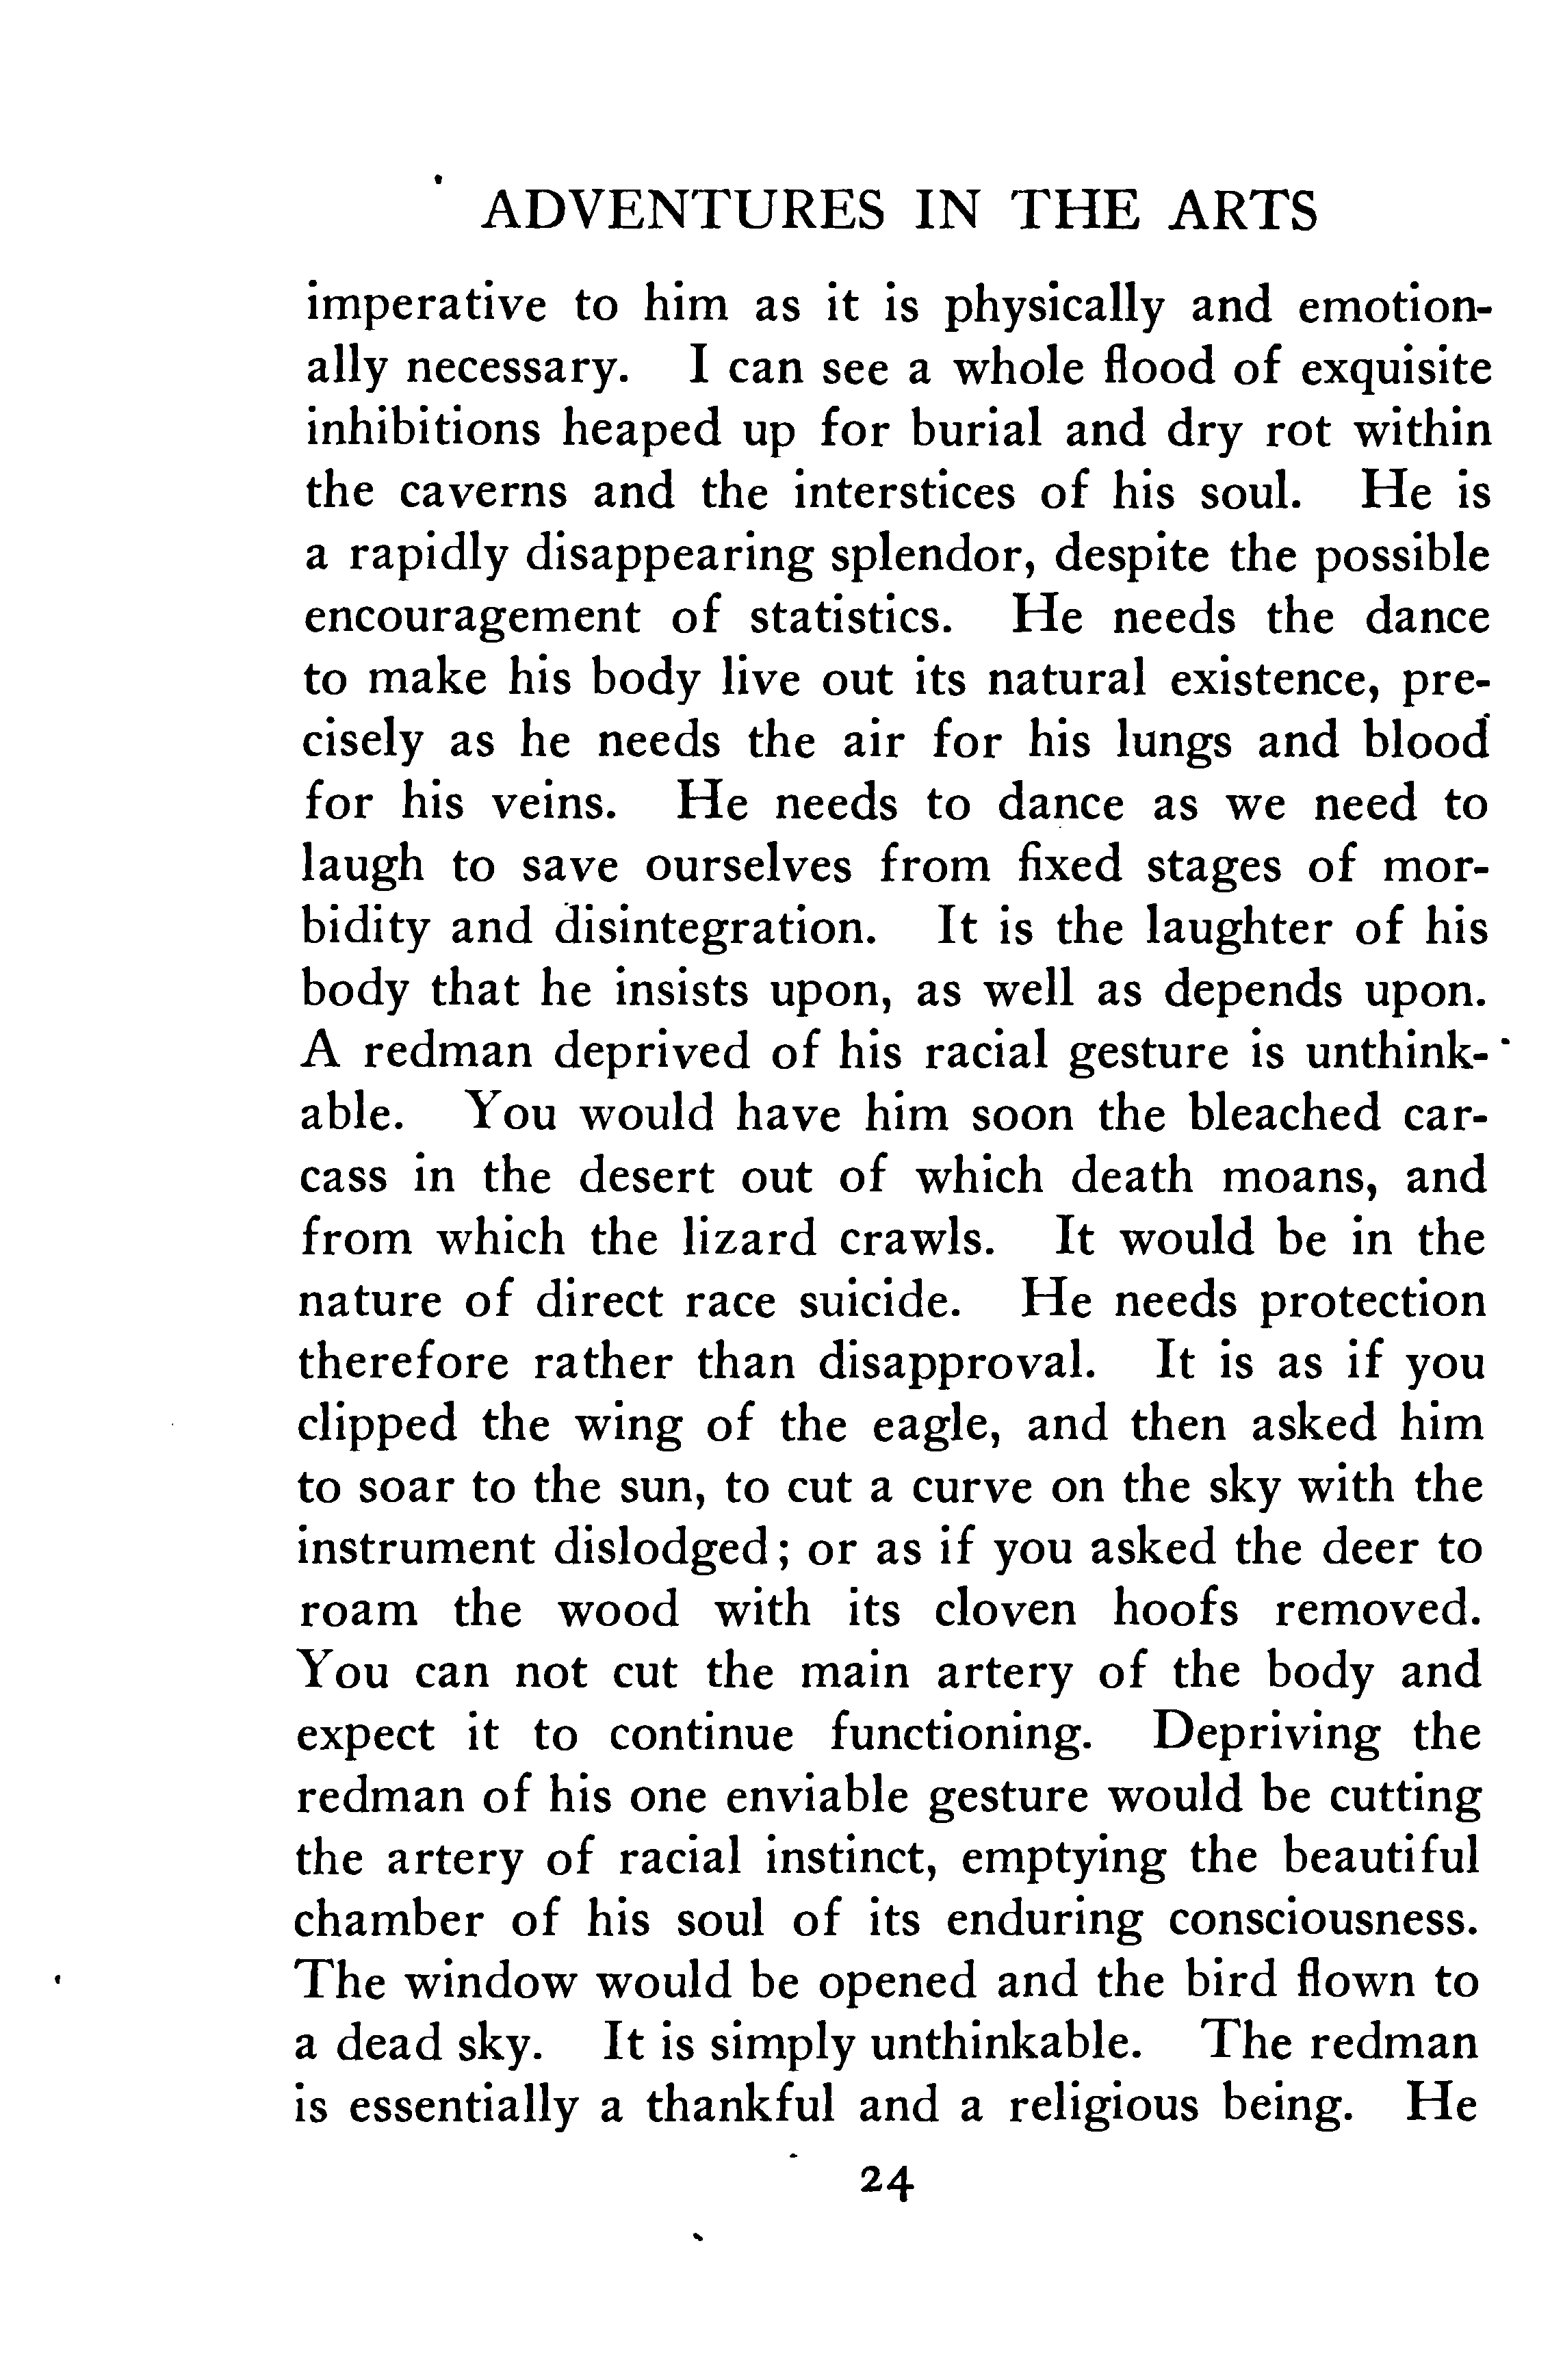 ADVENTURES IN THE ARTS
imperative to him as it is physically and emotion-
ally necessary. I can see a whole flood of exquisite
inhibitions heaped up for burial and dry rot within
the caverns and the interstices of his soul. He is
a rapidly disappearing splendor, despite the possible
encouragement of statistics. He needs the dance
to make his body live out its natural existence, pre-
cisely as he needs the air for his lungs and blood
for his veins. He needs to dance as we need to
laugh to save ourselves from fixed stages of mor-
bidity and disintegration. It is the laughter of his
body that he insists upon, as well as depends upon.
A redman deprived of his racial gesture is unthink-
able. You would have him soon the bleached car-
cass in the desert out of which death moans, and
from which the lizard crawls. It would be in the
nature of direct race suicide. He needs protection
therefore rather than disapproval. It is as if you
clipped the wing of the eagle, and then asked him
to soar to the sun, to cut a curve on the sky with the
instrument dislodged; or as if you asked the deer to
roam the wood with its cloven hoofs removed.
You can not cut the main artery of the body and
expect it to continue functioning. Depriving the
redman of his one enviable gesture would be cutting
the artery of racial instinct, emptying the beautiful
chamber of his soul of its enduring consciousness.
The window would be opened and the bird flown to
a dead sky. It is simply unthinkable. The redman
is essentially a thankful and a religious being. He
24